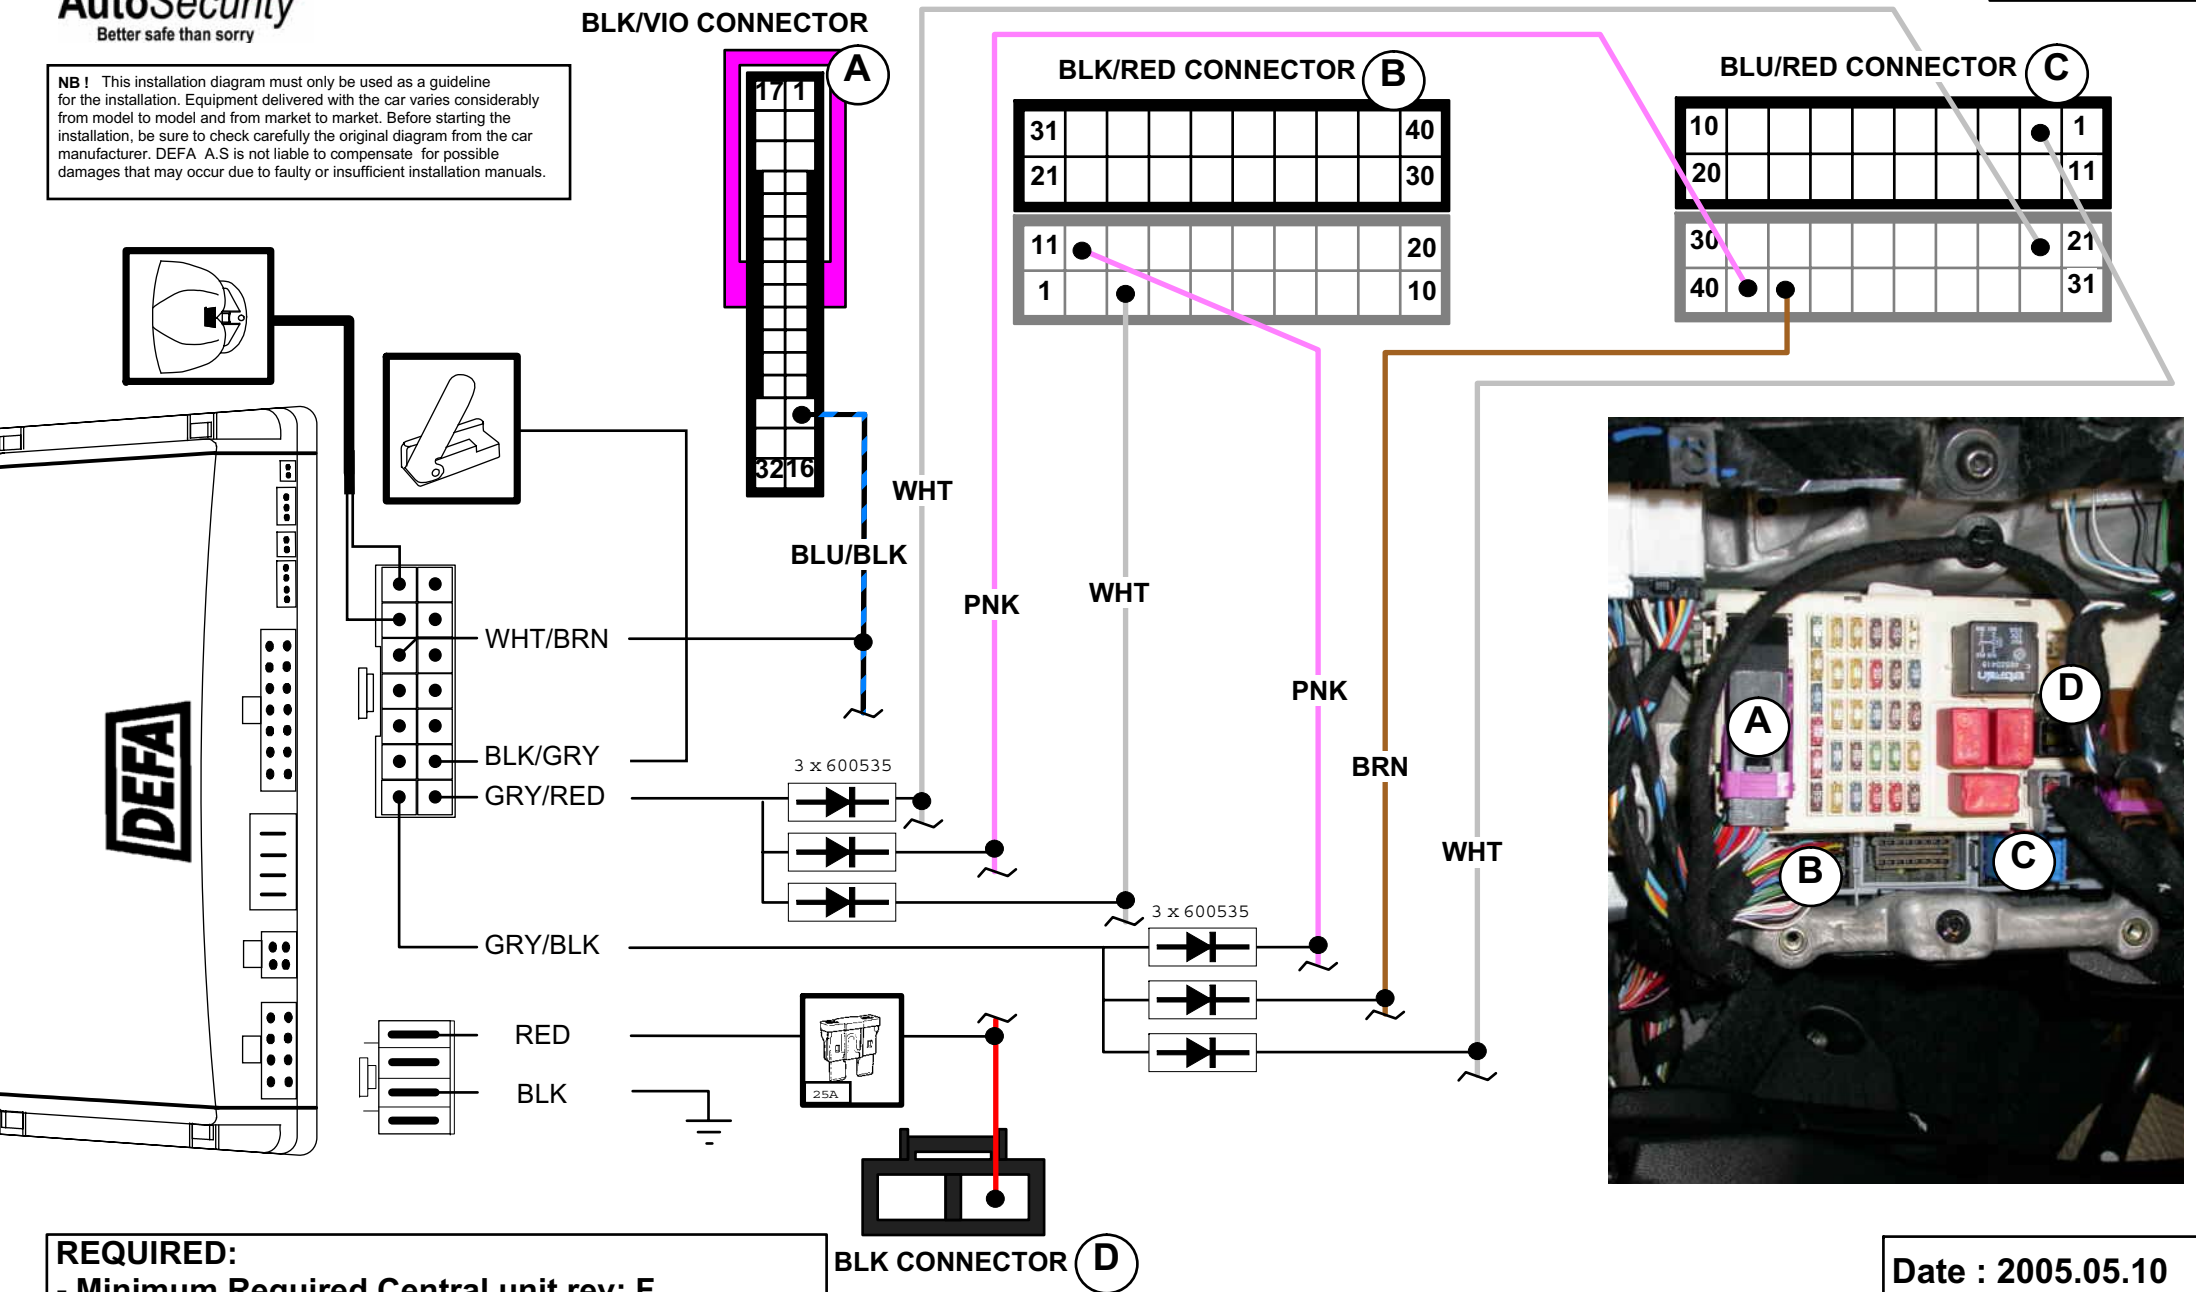 AutoSecurity
Better safe than sorry
NB ! This installation diagram must only be used as a guideline
for the installation. Equipment delivered with the car varies considerably
from model to model and from market to market. Before starting the
installation, be sure to check carefully the original diagram from the car
manufacturer. DEFA A.S is not liable to compensate for possible
damages that may occur due to faulty or insufficient installation manuals.
BLK/VIO CONNECTOR
A
17 1
32 16
BLK/RED CONNECTOR
B
31 40
21 30
11 20
1 10
BLU/RED CONNECTOR
C
10 1
20 11
30 21
40 31
WHT
BLU/BLK
PNK
WHT
PNK
BRN
WHT
WHT/BRN
BLK/GRY
GRY/RED
3 x 600535
GRY/BLK
3 x 600535
RED
BLK
25A
DEFA
A
D
B
C
BLK CONNECTOR
D
REQUIRED:
- Minimum Required Central unit rev: F
Date : 2005.05.10